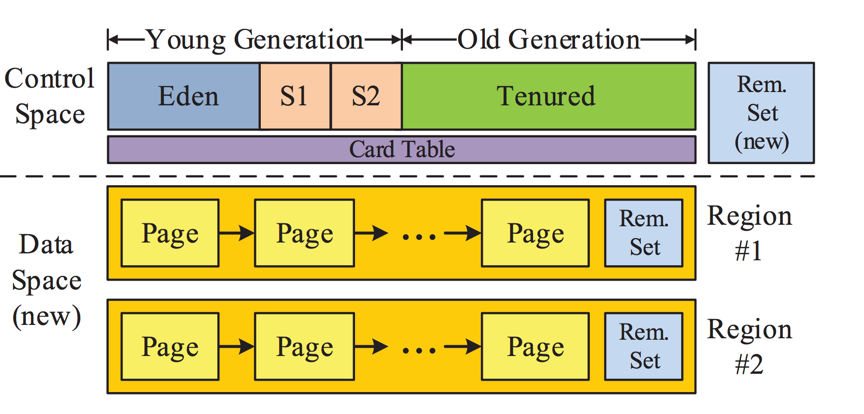 Young Generation Old Generation
Control
Space
Eden S1 S2 Tenured
Rem.
Set
(new)
Card Table
Data
Space
(new)
Page Page ... Page
Rem.
Set
Region
#1
Page Page ... Page
Rem.
Set
Region
#2